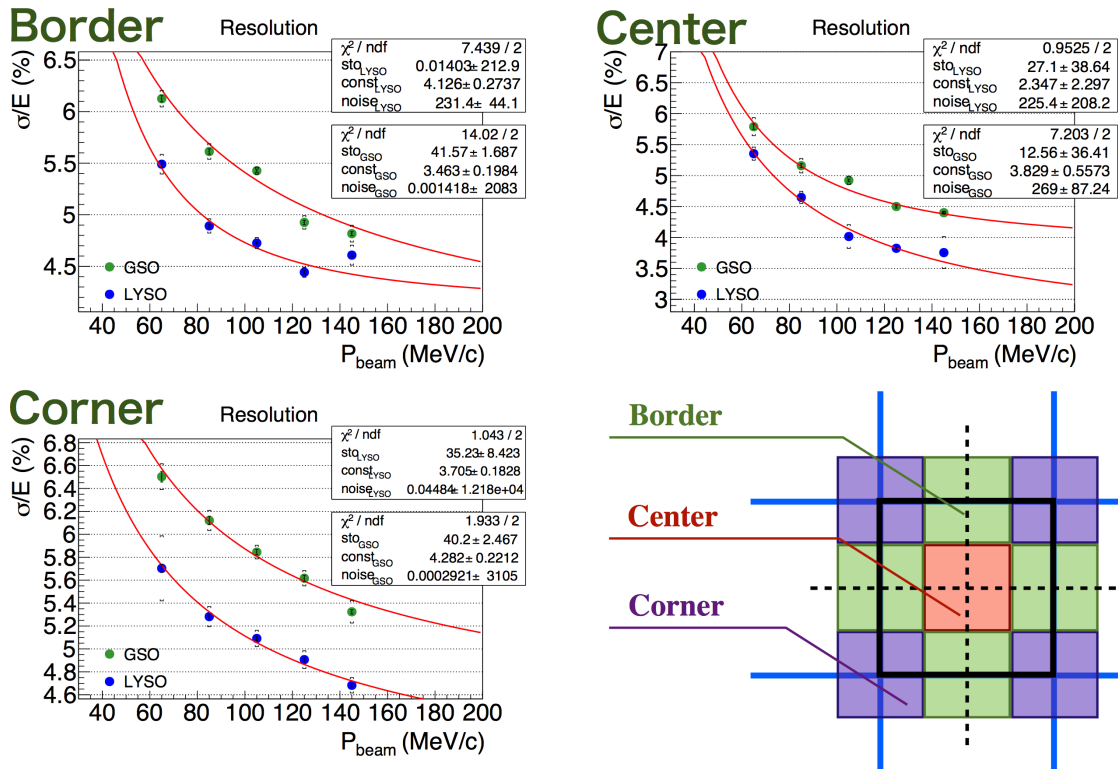 Border
Resolution
χ² / ndf 7.439 / 2
sto_LYSO 0.01403± 212.9
const_LYSO 4.126± 0.2737
noise_LYSO 231.4± 44.1
χ² / ndf 14.02 / 2
sto_GSO 41.57± 1.687
const_GSO 3.463± 0.1984
noise_GSO 0.001418± 2083
σ/E (%)
6.5
6
5.5
5
4.5
GSO
LYSO
40 60 80 100 120 140 160 180 200
P_beam (MeV/c)
Center
Resolution
χ² / ndf 0.9525 / 2
sto_LYSO 27.1± 38.64
const_LYSO 2.347± 2.297
noise_LYSO 225.4± 208.2
χ² / ndf 7.203 / 2
sto_GSO 12.56± 36.41
const_GSO 3.829± 0.5573
noise_GSO 269± 87.24
σ/E (%)
7
6.5
6
5.5
5
4.5
4
3.5
3
GSO
LYSO
40 60 80 100 120 140 160 180 200
P_beam (MeV/c)
Corner
Resolution
χ² / ndf 1.043 / 2
sto_LYSO 35.23± 8.423
const_LYSO 3.705± 0.1828
noise_LYSO 0.04484± 1.218e+04
χ² / ndf 1.933 / 2
sto_GSO 40.2± 2.467
const_GSO 4.282± 0.2212
noise_GSO 0.0002921± 3105
σ/E (%)
6.8
6.6
6.4
6.2
6
5.8
5.6
5.4
5.2
5
4.8
4.6
GSO
LYSO
40 60 80 100 120 140 160 180 200
P_beam (MeV/c)
Border
Center
Corner